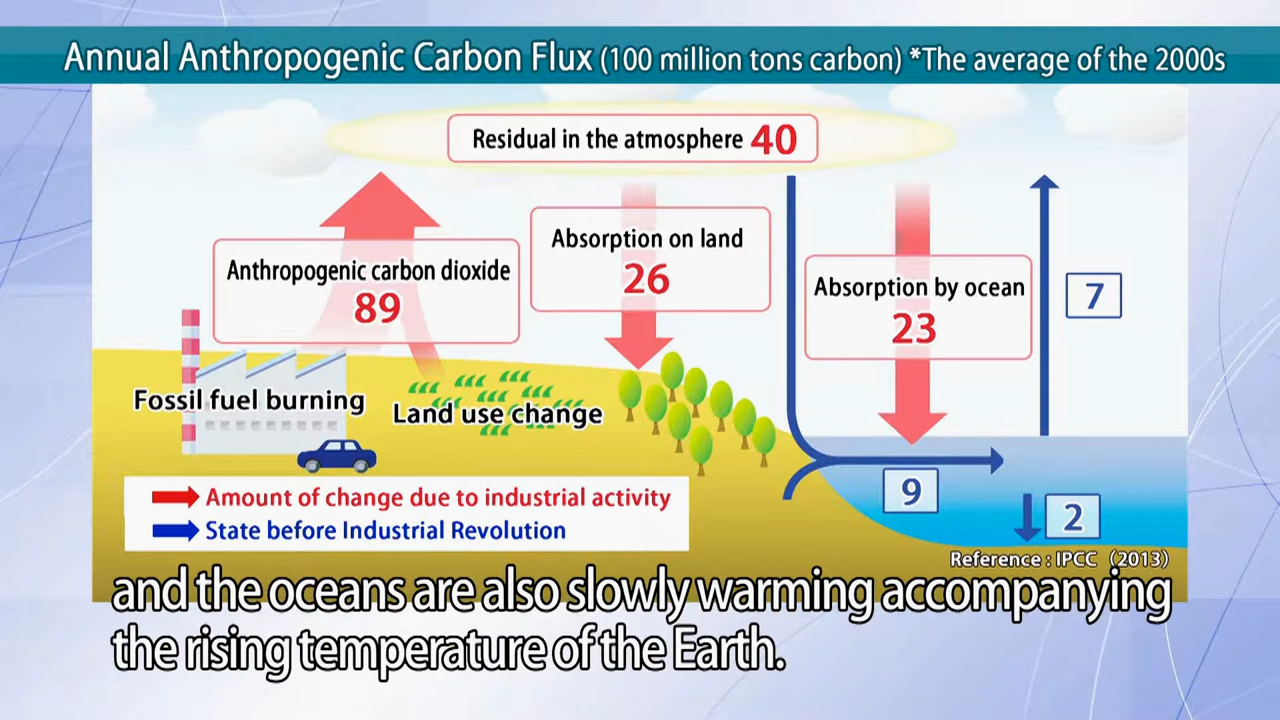 Annual Anthropogenic Carbon Flux (100 million tons carbon) *The average of the 2000s
Residual in the atmosphere 40
Anthropogenic carbon dioxide
89
Absorption on land
26
Absorption by ocean
23
7
Fossil fuel burning
Land use change
9
2
Amount of change due to industrial activity
State before Industrial Revolution
Reference : IPCC (2013)
and the oceans are also slowly warming accompanying
the rising temperature of the Earth.